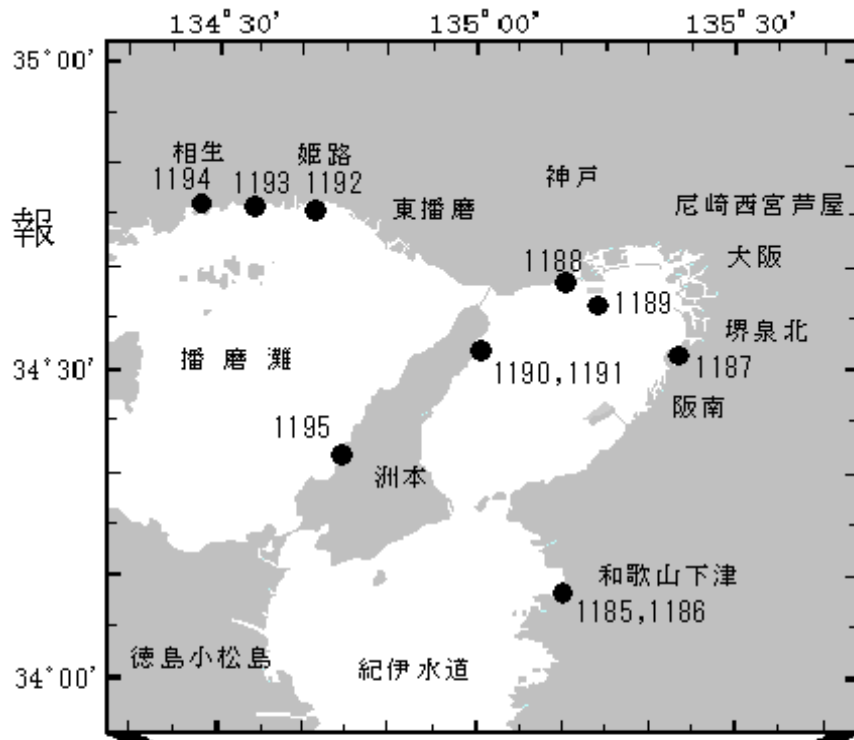 134°30' 135°00' 135°30'
35°00'
相生 姫路
1194 1193 1192
神戸
東播磨
尼崎西宮芦屋
報
1188
大阪
1189
堺泉北
播磨灘
34°30'
1190,1191
1187
阪南
1195
洲本
和歌山下津
1185,1186
徳島小松島
紀伊水道
34°00'